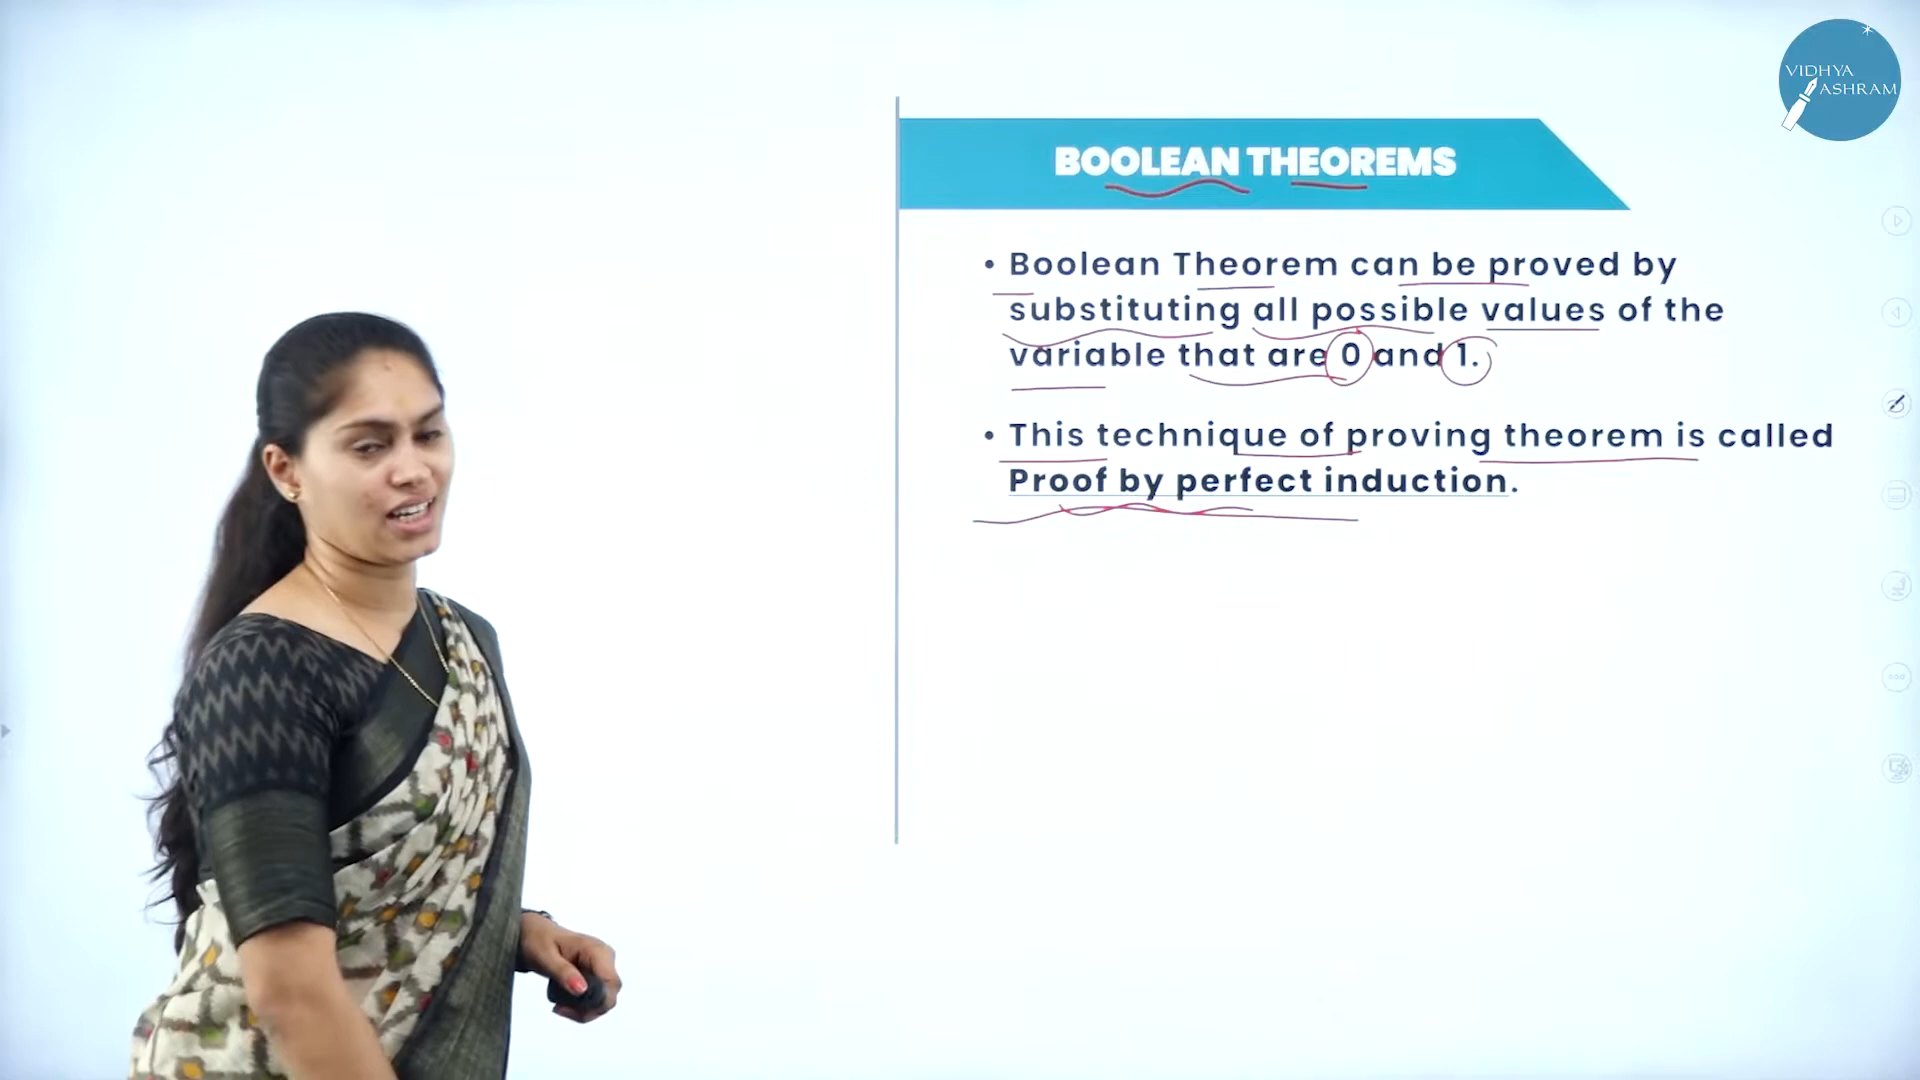 VIDHYA
ASHRAM
BOOLEAN THEOREMS
• Boolean Theorem can be proved by
substituting all possible values of the
variable that are 0 and 1.
• This technique of proving theorem is called
Proof by perfect induction.